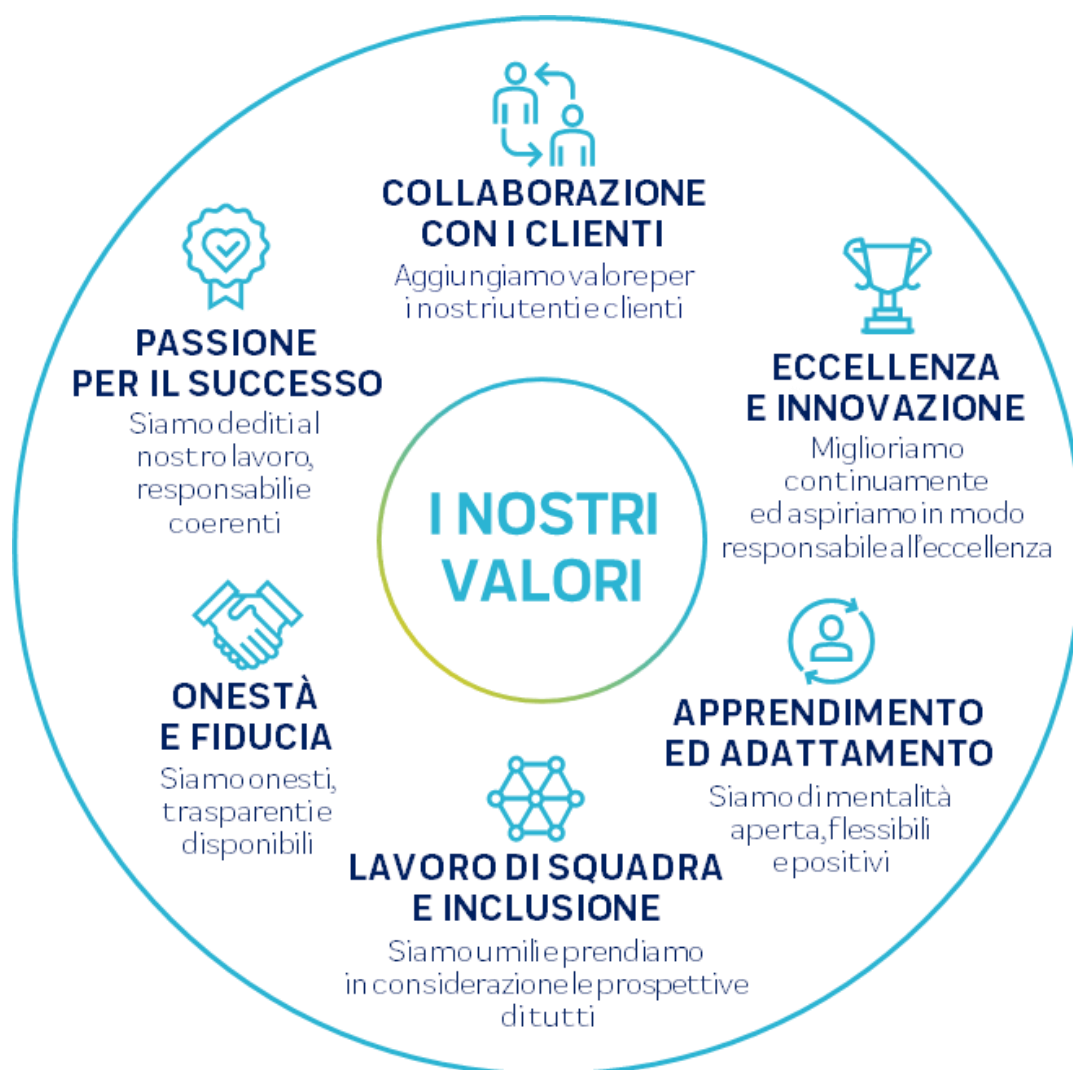 COLLABORAZIONE
CON I CLIENTI
Aggiungiamo valore per
i nostri utenti e clienti
ECCELLENZA
E INNOVAZIONE
Miglioriamo
continuamente
ed aspiriamo in modo
responsabile all'eccellenza
APPRENDIMENTO
ED ADATTAMENTO
Siamo di mentalità
aperta, flessibili
e positivi
LAVORO DI SQUADRA
E INCLUSIONE
Siamo umili e prendiamo
in considerazione le prospettive
di tutti
ONESTÀ
E FIDUCIA
Siamo onesti,
trasparenti e
disponibili
PASSIONE
PER IL SUCCESSO
Siamo dediti al
nostro lavoro,
responsabili e
coerenti
I NOSTRI
VALORI